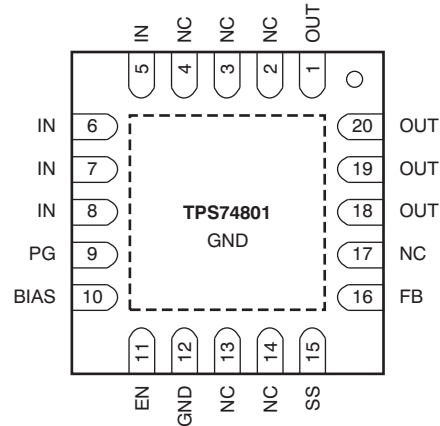 IN NC NC NC OUT
5 4 3 2 1
IN 6 20 OUT
IN 7 19 OUT
IN 8 TPS74801 18 OUT
GND
PG 9 17 NC
BIAS 10 16 FB
11 12 13 14 15
EN GND NC NC SS